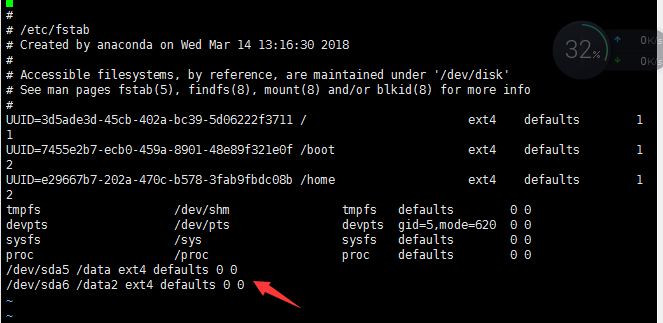 #
# /etc/fstab
# Created by anaconda on Wed Mar 14 13:16:30 2018
#
# Accessible filesystems, by reference, are maintained under '/dev/disk'
# See man pages fstab(5), findfs(8), mount(8) and/or blkid(8) for more info
#
UUID=3d5ade3d-45cb-402a-bc39-5d06222f3711 / ext4 defaults 1
1
UUID=7455e2b7-ecb0-459a-8901-48e89f321e0f /boot ext4 defaults 1
2
UUID=e29667b7-202a-470c-b578-3fab9fbdc08b /home ext4 defaults 1
2
tmpfs /dev/shm tmpfs defaults 0 0
devpts /dev/pts devpts gid=5,mode=620 0 0
sysfs /sys sysfs defaults 0 0
proc /proc proc defaults 0 0
/dev/sda5 /data ext4 defaults 0 0
/dev/sda6 /data2 ext4 defaults 0 0
~
~
32%
0K/s
0K/s